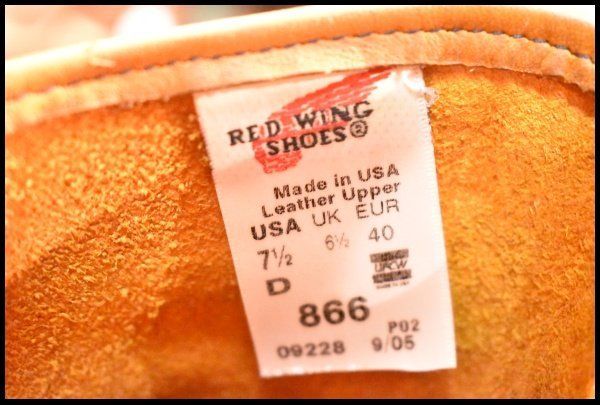 RED WING
SHOES®
Made in USA
Leather Upper
USA UK EUR
7½ 6½ 40
D UFCW
866
P02
09228 9/05